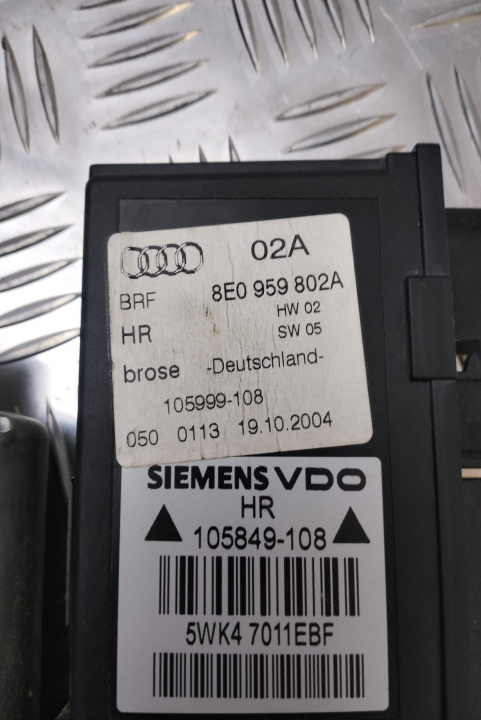 02A
BRF 8E0 959 802A
HW 02
HR SW 05
brose -Deutschland-
105999-108
050 0113 19.10.2004
SIEMENS VDO
HR
105849-108
5WK4 7011EBF